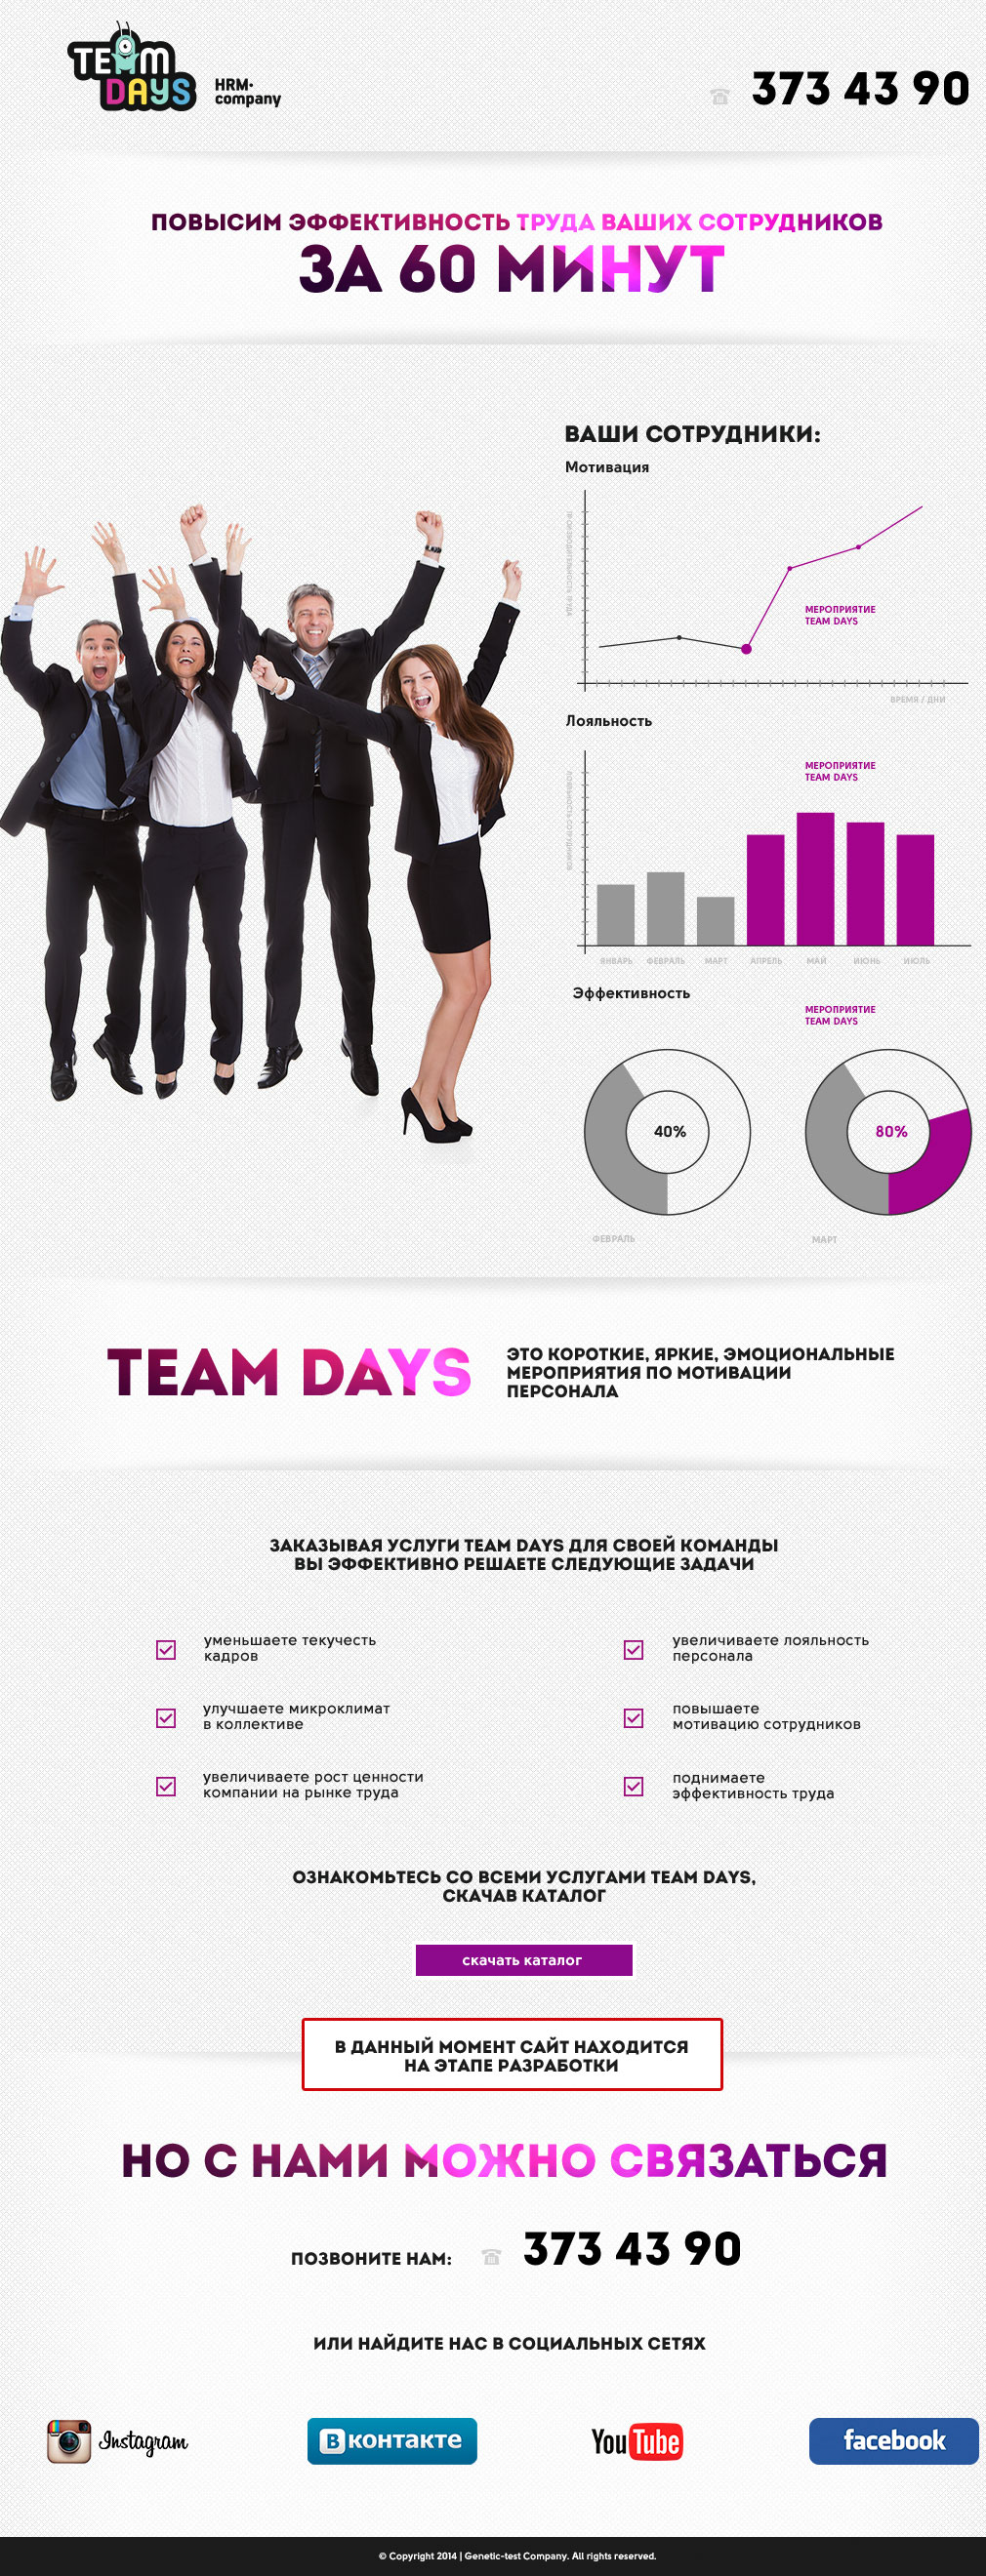 TEAM
DAYS
HRM·
company
373 43 90
ПОВЫСИМ ЭФФЕКТИВНОСТЬ ТРУДА ВАШИХ СОТРУДНИКОВ
ЗА 60 МИНУТ
ВАШИ СОТРУДНИКИ:
Мотивация
ПРОИЗВОДИТЕЛЬНОСТЬ ТРУДА
МЕРОПРИЯТИЕ
TEAM DAYS
ВРЕМЯ / ДНИ
Лояльность
ЛОЯЛЬНОСТЬ СОТРУДНИКОВ
МЕРОПРИЯТИЕ
TEAM DAYS
ЯНВАРЬ ФЕВРАЛЬ МАРТ АПРЕЛЬ МАЙ ИЮНЬ ИЮЛЬ
Эффективность
МЕРОПРИЯТИЕ
TEAM DAYS
40% 80%
ФЕВРАЛЬ МАРТ
TEAM DAYS
ЭТО КОРОТКИЕ, ЯРКИЕ, ЭМОЦИОНАЛЬНЫЕ
МЕРОПРИЯТИЯ ПО МОТИВАЦИИ
ПЕРСОНАЛА
ЗАКАЗЫВАЯ УСЛУГИ TEAM DAYS ДЛЯ СВОЕЙ КОМАНДЫ
ВЫ ЭФФЕКТИВНО РЕШАЕТЕ СЛЕДУЮЩИЕ ЗАДАЧИ
уменьшаете текучесть
кадров
увеличиваете лояльность
персонала
улучшаете микроклимат
в коллективе
повышаете
мотивацию сотрудников
увеличиваете рост ценности
компании на рынке труда
поднимаете
эффективность труда
ОЗНАКОМЬТЕСЬ СО ВСЕМИ УСЛУГАМИ TEAM DAYS,
СКАЧАВ КАТАЛОГ
скачать каталог
В ДАННЫЙ МОМЕНТ САЙТ НАХОДИТСЯ
НА ЭТАПЕ РАЗРАБОТКИ
НО С НАМИ МОЖНО СВЯЗАТЬСЯ
ПОЗВОНИТЕ НАМ: 373 43 90
ИЛИ НАЙДИТЕ НАС В СОЦИАЛЬНЫХ СЕТЯХ
Instagram
В контакте
YouTube
facebook
© Copyright 2014 | Genetic-test Company. All rights reserved.